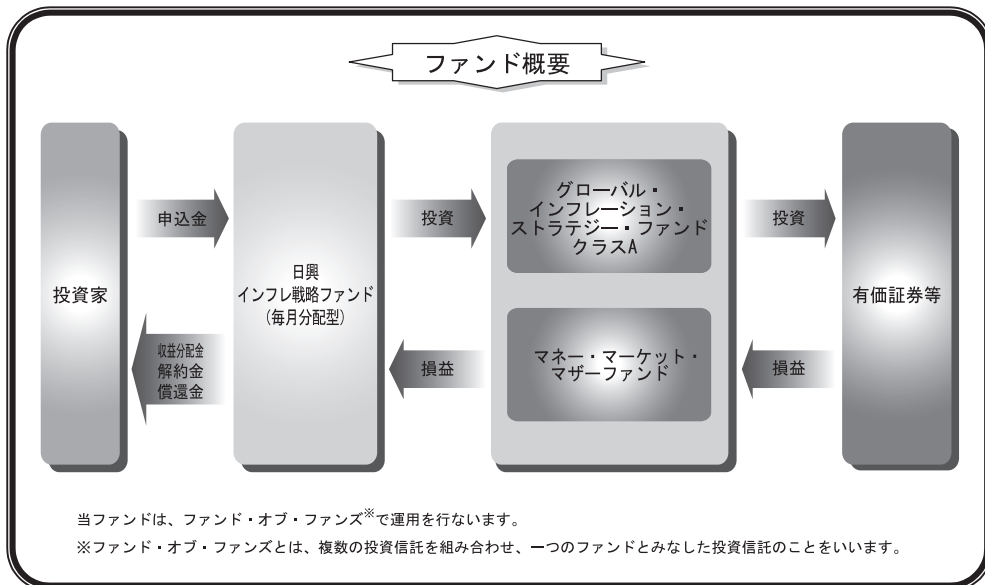 ファンド概要
投資家
申込金
収益分配金
解約金
償還金
日興
インフレ戦略ファンド
（毎月分配型）
投資
損益
グローバル・
インフレーション・
ストラテジー・ファンド
クラスA
マネー・マーケット・
マザーファンド
投資
損益
有価証券等
当ファンドは、ファンド・オブ・ファンズ※で運用を行ないます。
※ファンド・オブ・ファンズとは、複数の投資信託を組み合わせ、一つのファンドとみなした投資信託のことをいいます。